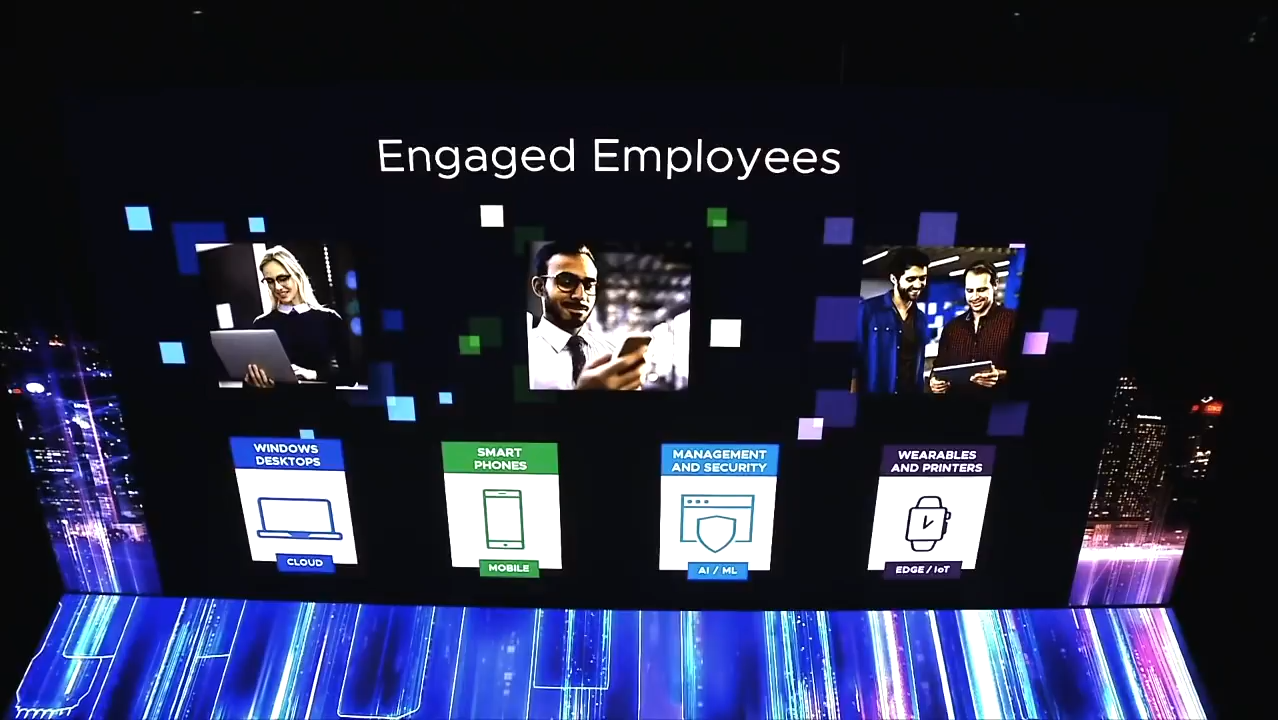 Engaged Employees
WINDOWS
DESKTOPS
CLOUD
SMART
PHONES
MOBILE
MANAGEMENT
AND SECURITY
AI / ML
WEARABLES
AND PRINTERS
EDGE / IoT